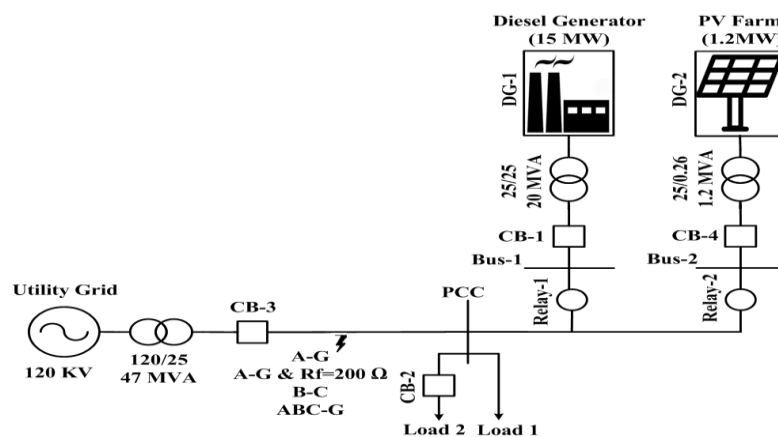 Diesel Generator
(15 MW)
PV Farm
(1.2MW)
DG-1
DG-2
25/25
20 MVA
25/0.26
1.2 MVA
CB-1
CB-4
Bus-1
Bus-2
Relay-1
Relay-2
Utility Grid
120 KV
120/25
47 MVA
CB-3
PCC
A-G
A-G & Rf=200 Ω
B-C
ABC-G
CB-2
Load 2
Load 1